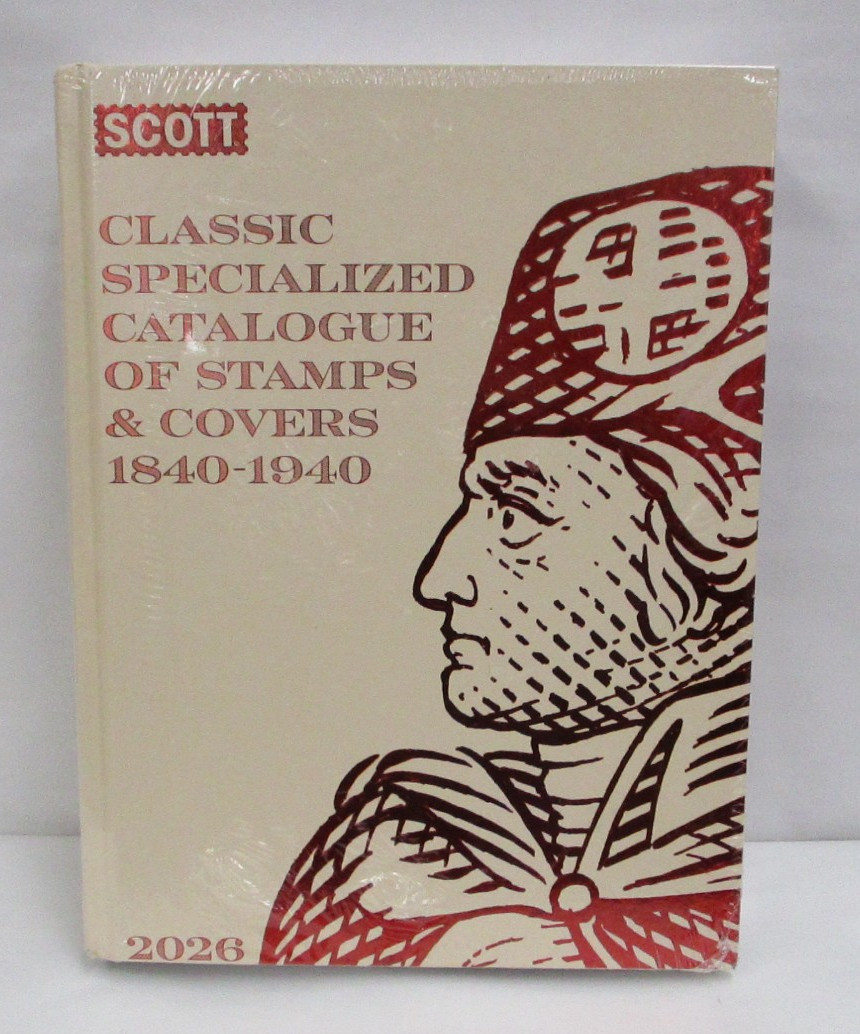 SCOTT
CLASSIC
SPECIALIZED
CATALOGUE
OF STAMPS
& COVERS
1840-1940
2026